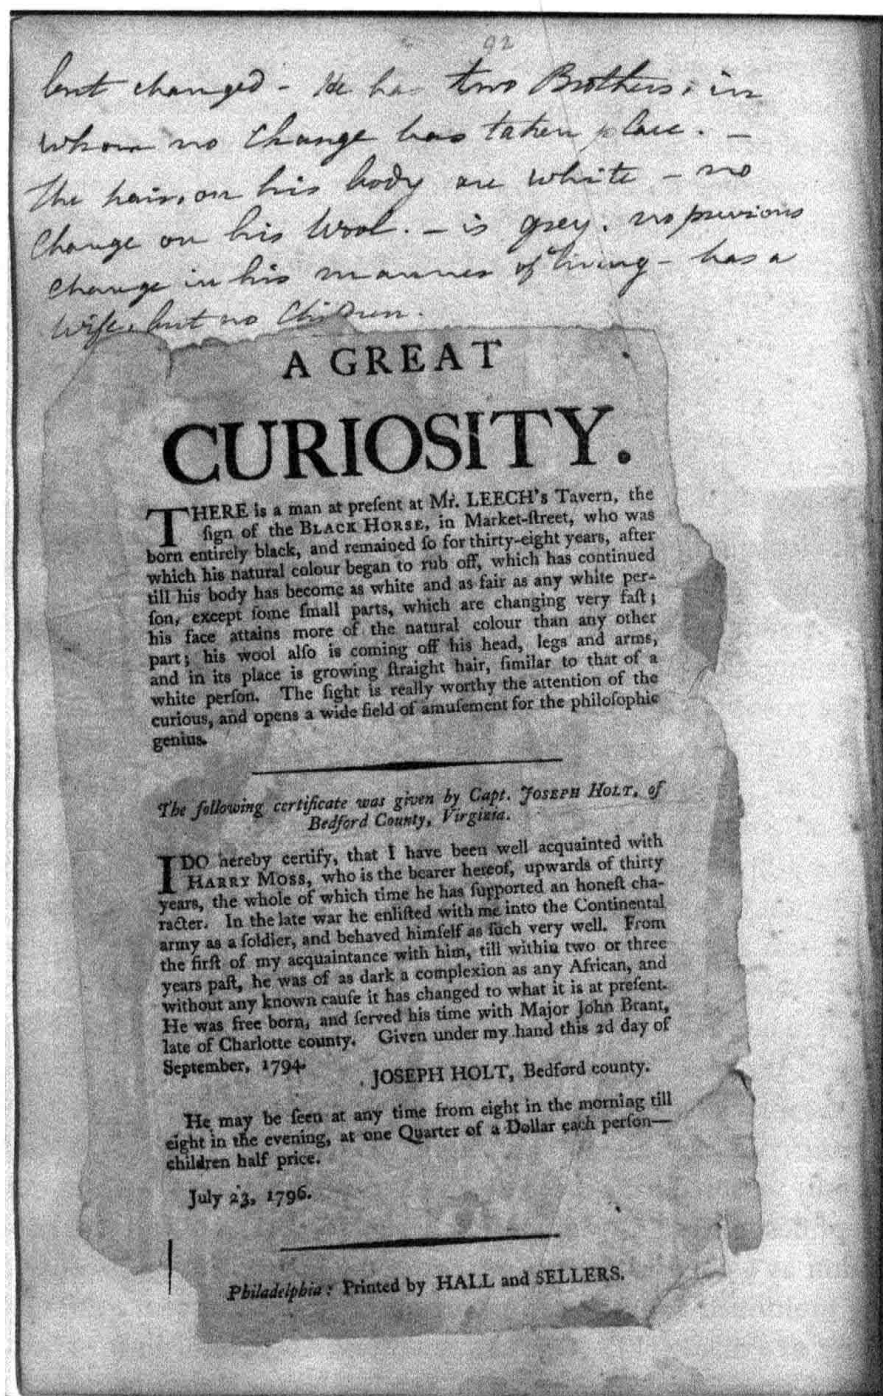 92
lent changed - He has two Brothers, in
whom no Change has taken place. -
The hairs, on his body are white - no
Change on his Wool. - is grey. no previous
Change in his manner of living - has a
Wife, but no Children.
A GREAT
CURIOSITY.
THERE is a man at preſent at Mr. LEECH's Tavern, the
ſign of the BLACK HORSE, in Market-ſtreet, who was
born entirely black, and remained ſo for thirty-eight years, after
which his natural colour began to rub off, which has continued
till his body has become as white and as fair as any white per-
ſon, except ſome ſmall parts, which are changing very faſt;
his face attains more of the natural colour than any other
part; his wool alſo is coming off his head, legs and arms,
and in its place is growing ſtraight hair, ſimilar to that of a
white perſon. The ſight is really worthy the attention of the
curious, and opens a wide field of amuſement for the philoſophic
genius.
The following certificate was given by Capt. JOSEPH HOLT, of
Bedford County, Virginia.
I DO hereby certify, that I have been well acquainted with
HARRY MOSS, who is the bearer hereof, upwards of thirty
years, the whole of which time he has ſupported an honeſt cha-
racter. In the late war he enliſted with me into the Continental
army as a ſoldier, and behaved himſelf as ſuch very well. From
the firſt of my acquaintance with him, till within two or three
years paſt, he was of as dark a complexion as any African, and
without any known cauſe it has changed to what it is at preſent.
He was free born, and ſerved his time with Major John Brant,
late of Charlotte county. Given under my hand this 2d day of
September, 1794.
JOSEPH HOLT, Bedford county.
He may be ſeen at any time from eight in the morning till
eight in the evening, at one Quarter of a Dollar each perſon—
children half price.
July 23, 1796.
Philadelphia: Printed by HALL and SELLERS.